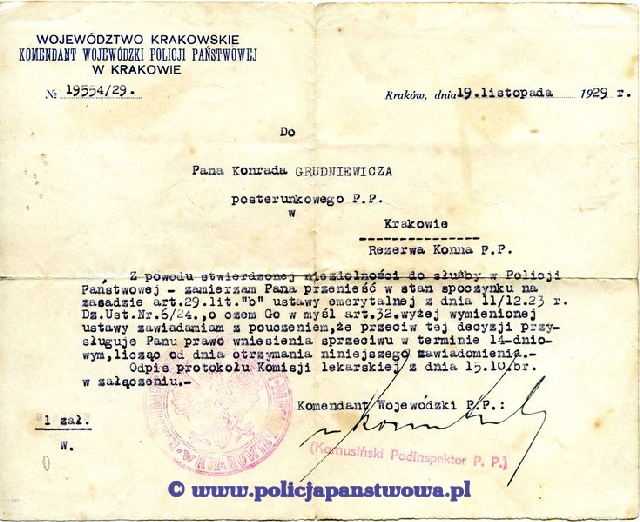 WOJEWÓDZTWO KRAKOWSKIE
KOMENDANT WOJEWÓDZKI POLICJI PAŃSTWOWEJ
W KRAKOWIE
№ 19554/29.
Kraków, dnia 19.listopada 1929 r.
Do
Pana Konrada GRUDNIEWICZA
posterunkowego P.P.
w
Krakowie
Rezerwa Konna P.P.
Z powodu stwierdzonej niezdolności do służby w Policji
Państwowej - zamierzam Pana przenieść w stan spoczynku na
zasadzie art.29.lit."b" ustawy emerytalnej z dnia 11/12.23 r.
Dz.Ust.Nr.6/24.,o czem Go w myśl art.32.wyżej wymienionej
ustawy zawiadamiam z pouczeniem,że przeciw tej decyzji przy-
sługuje Panu prawo wniesienia sprzeciwu w terminie 14-dnio-
wym,licząc od dnia otrzymania niniejszego zawiadomienia.-
Odpis protokołu Komisji lekarskiej z dnia 15.10.br.
w załączeniu.-
Komendant Wojewódzki P.P.:
"1 zał."
W.
(Komusiński Podinspektor P. P.)
© www.policjapanstwowa.pl